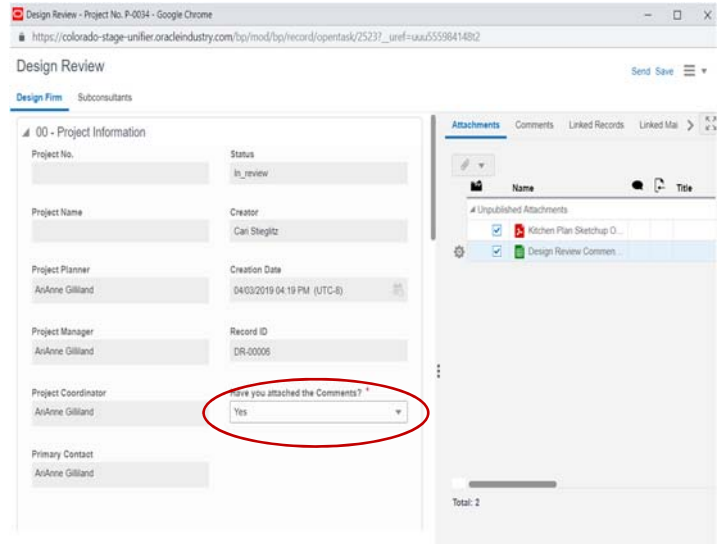 Design Review - Project No. P-0034 - Google Chrome
https://colorado-stage-unifier.oracleindustry.com/bp/mod/bp/record/opentask/2523?_uref=uuu555984148t2
Design Review
Send Save
Design Firm Subconsultants
00 - Project Information
Project No.
Status
In_review
Project Name
Creator
Cari Stieglitz
Project Planner
AriAnne Gilliland
Creation Date
04/03/2019 04:19 PM (UTC-8)
Project Manager
AriAnne Gilliland
Record ID
DR-00006
Project Coordinator
AriAnne Gilliland
Have you attached the Comments? *
Yes
Primary Contact
AriAnne Gilliland
Attachments Comments Linked Records Linked Mai
Name Title
Unpublished Attachments
Kitchen Plan Sketchup O...
Design Review Commen...
Total: 2